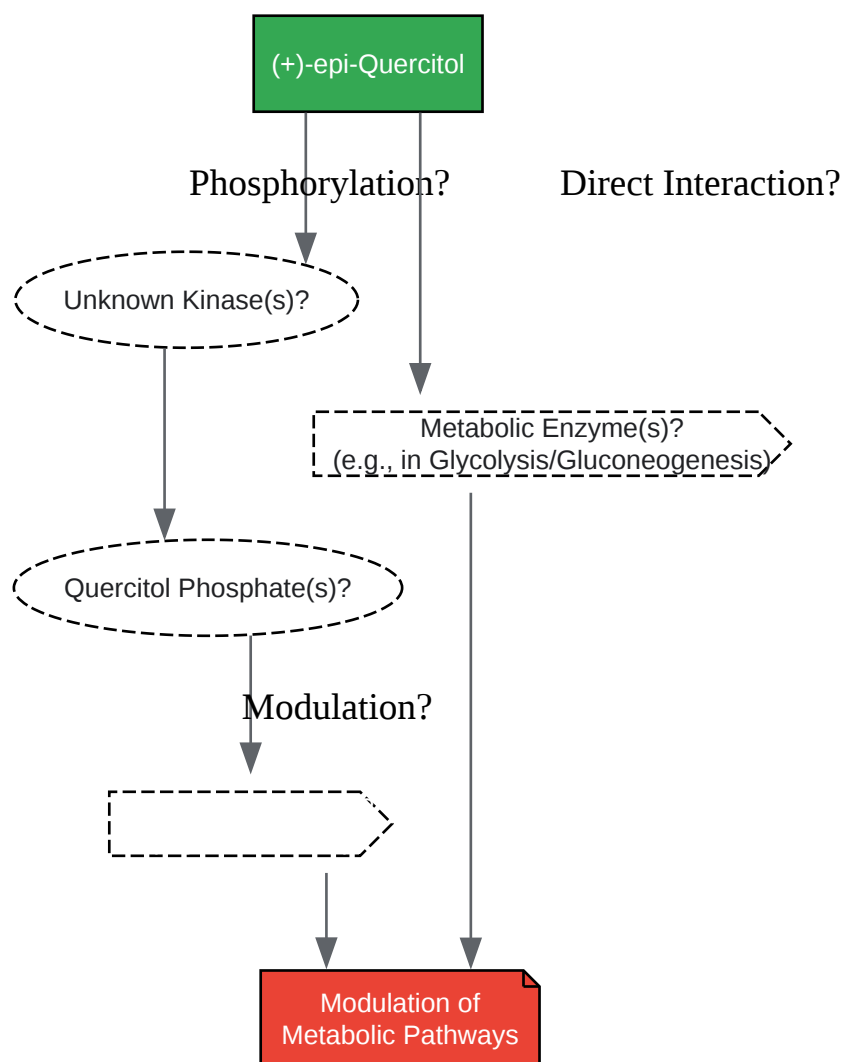 (+)-epi-Quercitol
Phosphorylation?
Direct Interaction?
Unknown Kinase(s)?
Metabolic Enzyme(s)?
(e.g., in Glycolysis/Gluconeogenesis)
Quercitol Phosphate(s)?
Modulation?
Modulation of
Metabolic Pathways